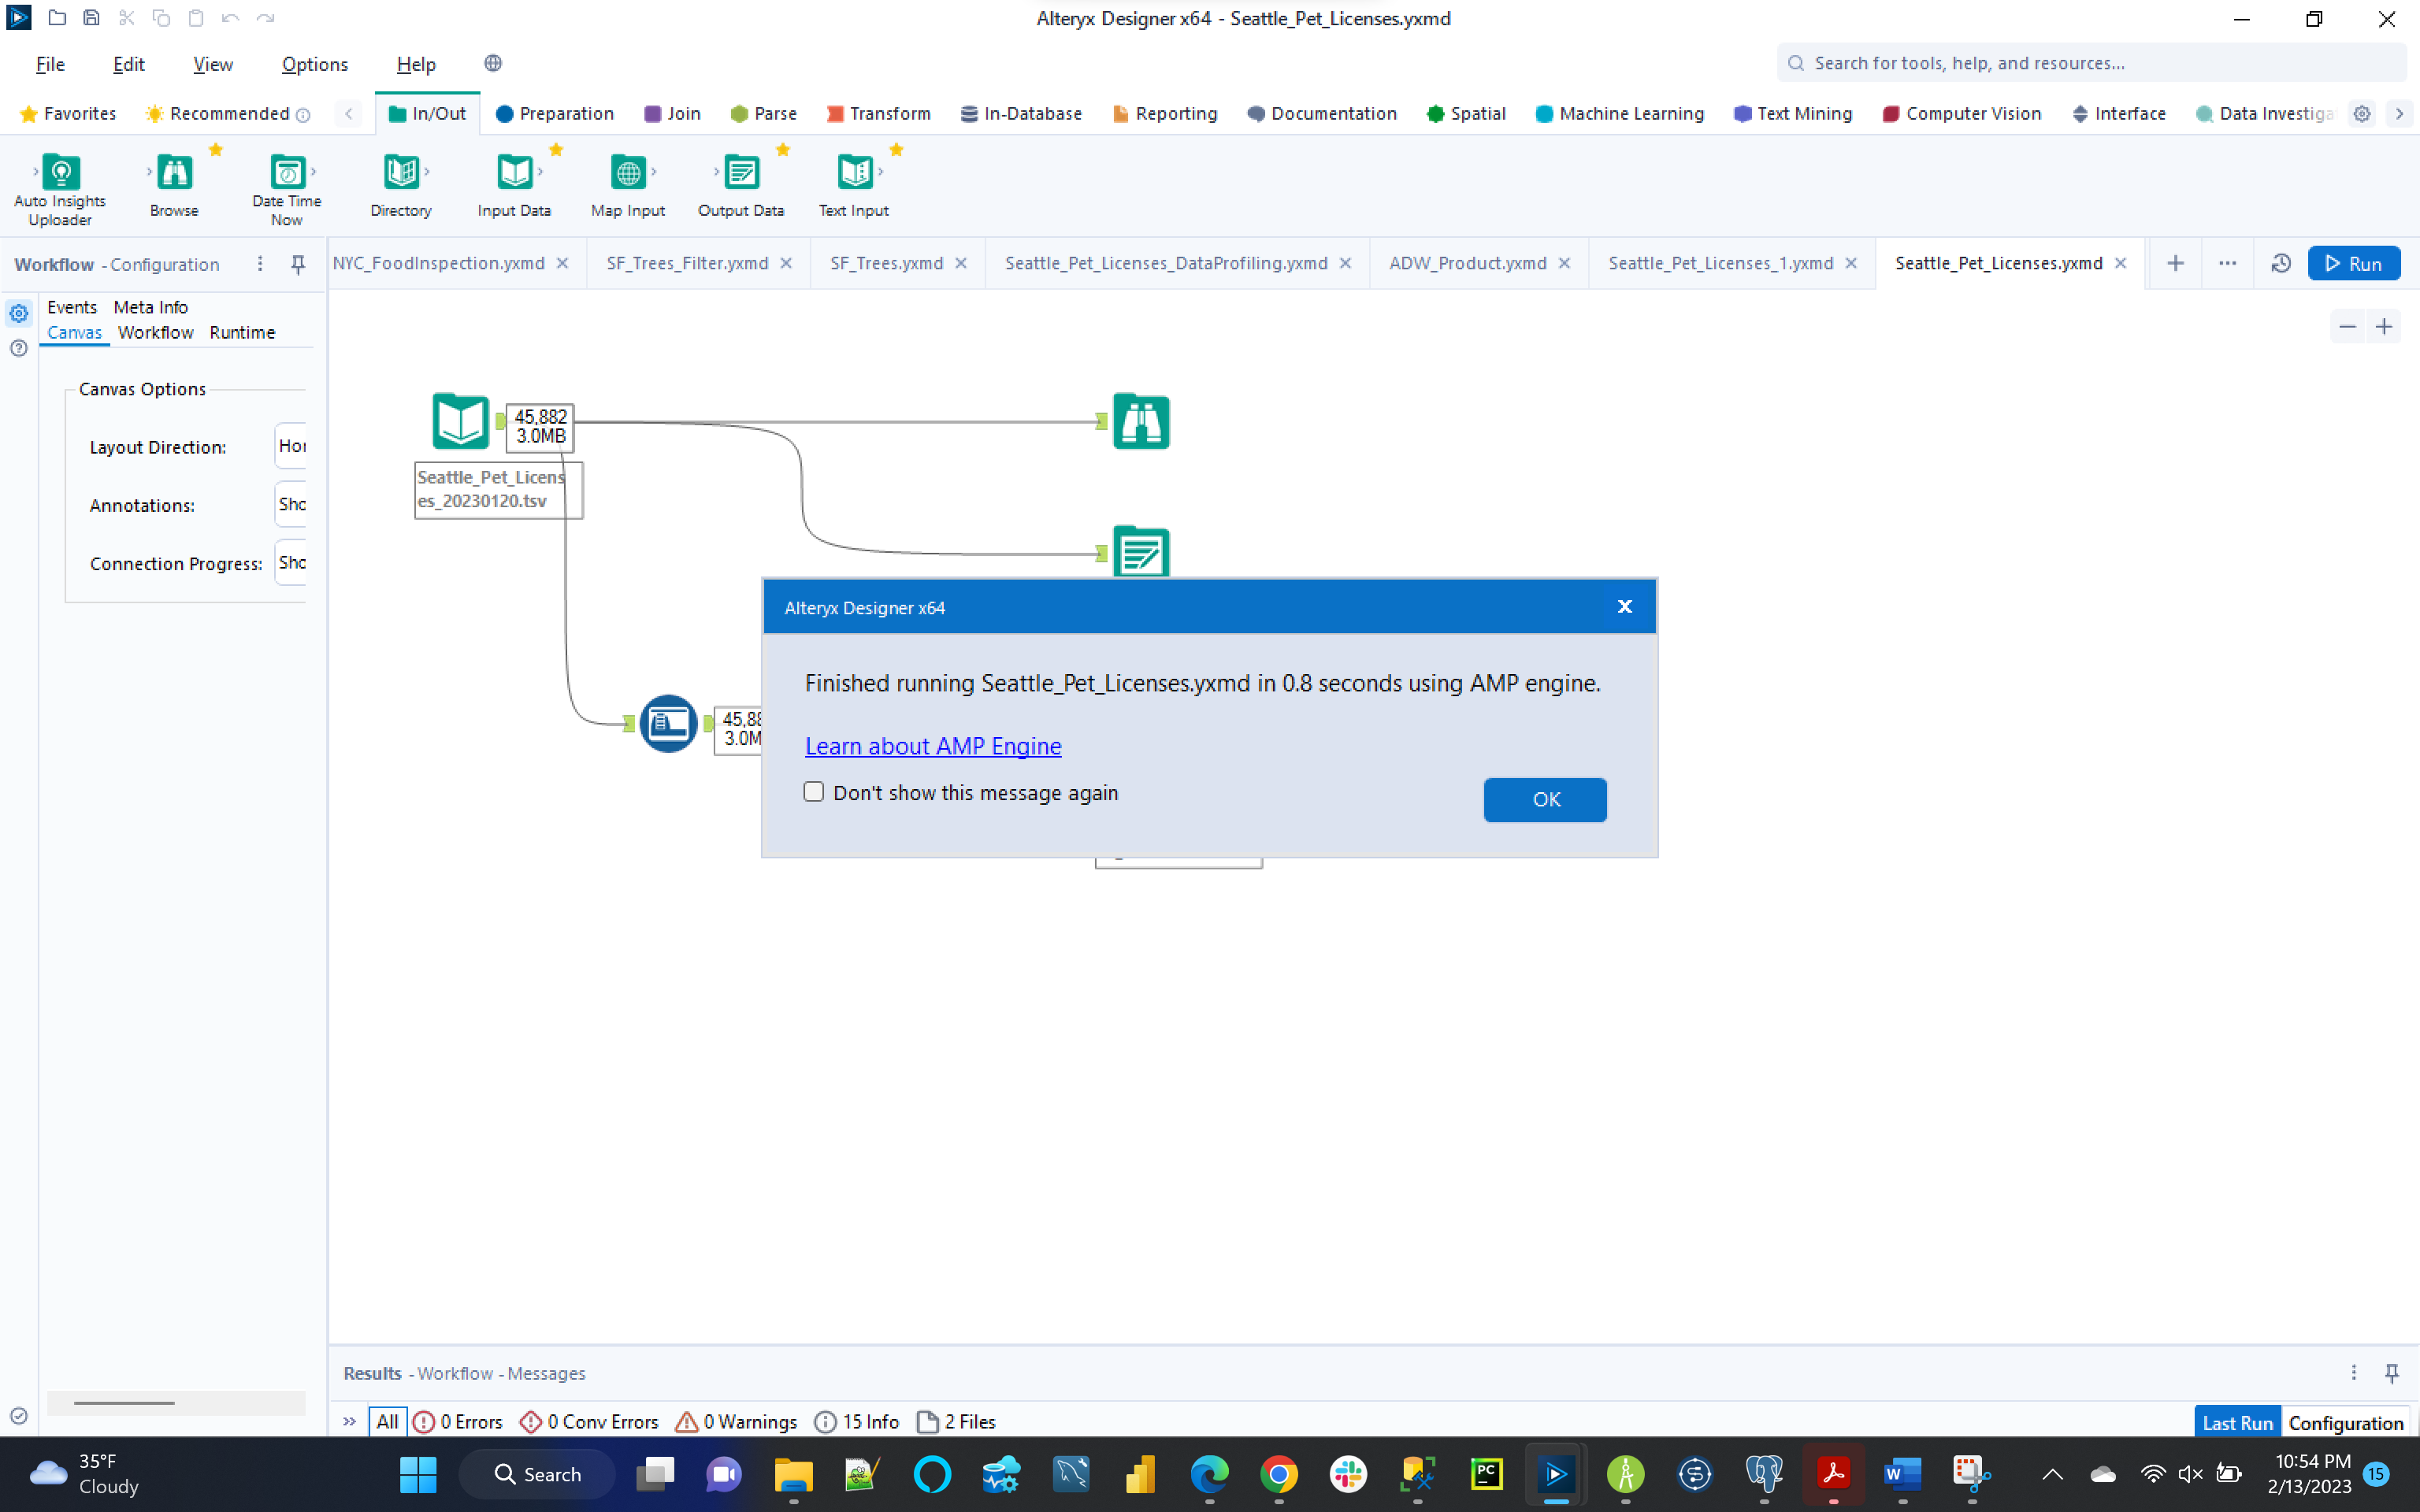 Alteryx Designer x64 - Seattle_Pet_Licenses.yxmd
File Edit View Options Help
Search for tools, help, and resources...
Favorites Recommended In/Out Preparation Join Parse Transform In-Database Reporting Documentation Spatial Machine Learning Text Mining Computer Vision Interface Data Investiga
Auto Insights Uploader
Browse
Date Time Now
Directory
Input Data
Map Input
Output Data
Text Input
Workflow - Configuration
NYC_FoodInspection.yxmd SF_Trees_Filter.yxmd SF_Trees.yxmd Seattle_Pet_Licenses_DataProfiling.yxmd ADW_Product.yxmd Seattle_Pet_Licenses_1.yxmd Seattle_Pet_Licenses.yxmd
Run
Events Meta Info
Canvas Workflow Runtime
Canvas Options
Layout Direction: Hor
Annotations: Sho
Connection Progress: Sho
45,882
3.0MB
Seattle_Pet_Licens
es_20230120.tsv
45,88
3.0M
Alteryx Designer x64
Finished running Seattle_Pet_Licenses.yxmd in 0.8 seconds using AMP engine.
Learn about AMP Engine
Don't show this message again
OK
Results - Workflow - Messages
All 0 Errors 0 Conv Errors 0 Warnings 15 Info 2 Files
Last Run Configuration
35°F
Cloudy
Search
PC
W
10:54 PM
2/13/2023
15